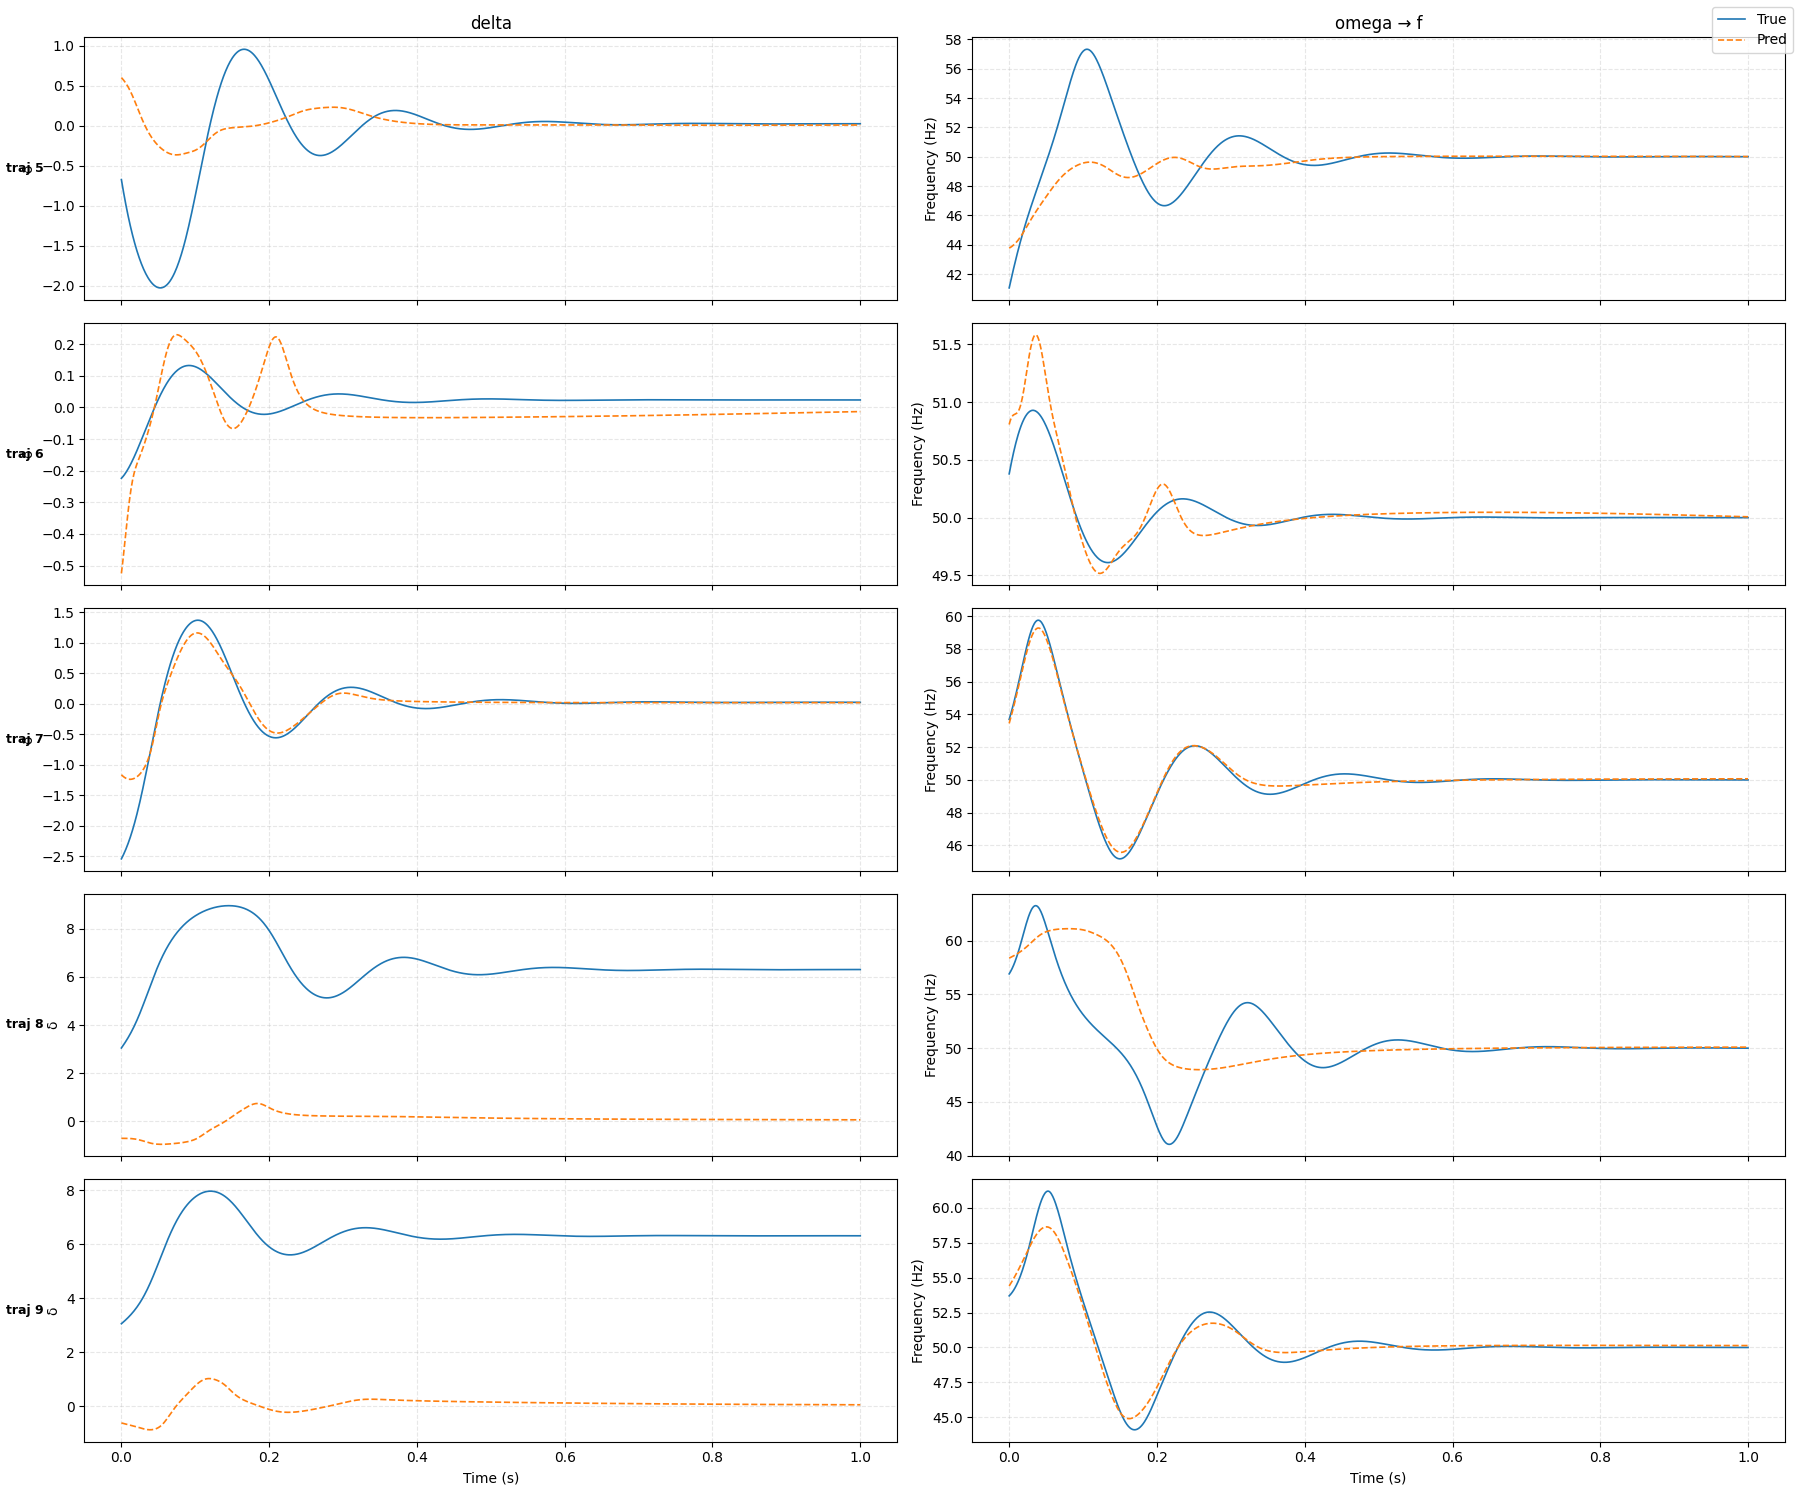 delta
omega → f
True
Pred
1.0
0.5
0.0
−0.5
−1.0
−1.5
−2.0
traj 5
δ
58
56
54
52
50
48
46
44
42
Frequency (Hz)
0.2
0.1
0.0
−0.1
−0.2
−0.3
−0.4
−0.5
traj 6
δ
51.5
51.0
50.5
50.0
49.5
Frequency (Hz)
1.5
1.0
0.5
0.0
−0.5
−1.0
−1.5
−2.0
−2.5
traj 7
δ
60
58
56
54
52
50
48
46
Frequency (Hz)
8
6
4
2
0
traj 8
δ
60
55
50
45
40
Frequency (Hz)
8
6
4
2
0
traj 9
δ
60.0
57.5
55.0
52.5
50.0
47.5
45.0
Frequency (Hz)
0.0 0.2 0.4 0.6 0.8 1.0
Time (s)
0.0 0.2 0.4 0.6 0.8 1.0
Time (s)